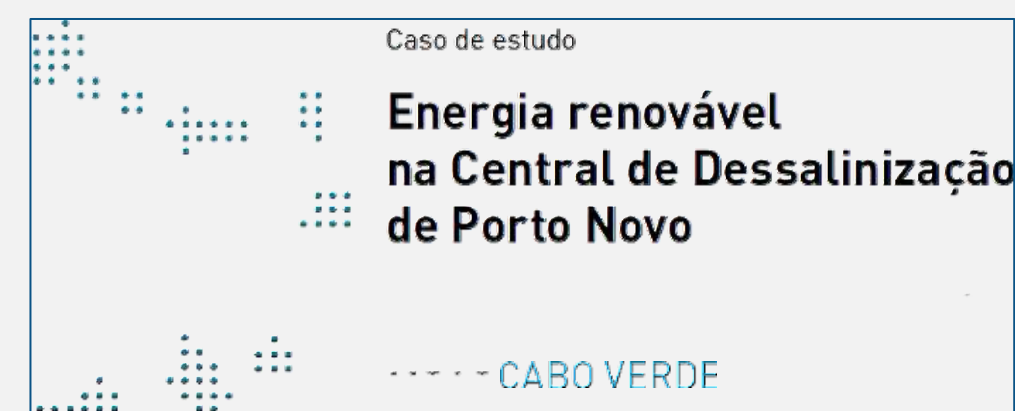 Caso de estudo
Energia renovável
na Central de Dessalinização
de Porto Novo
CABO VERDE